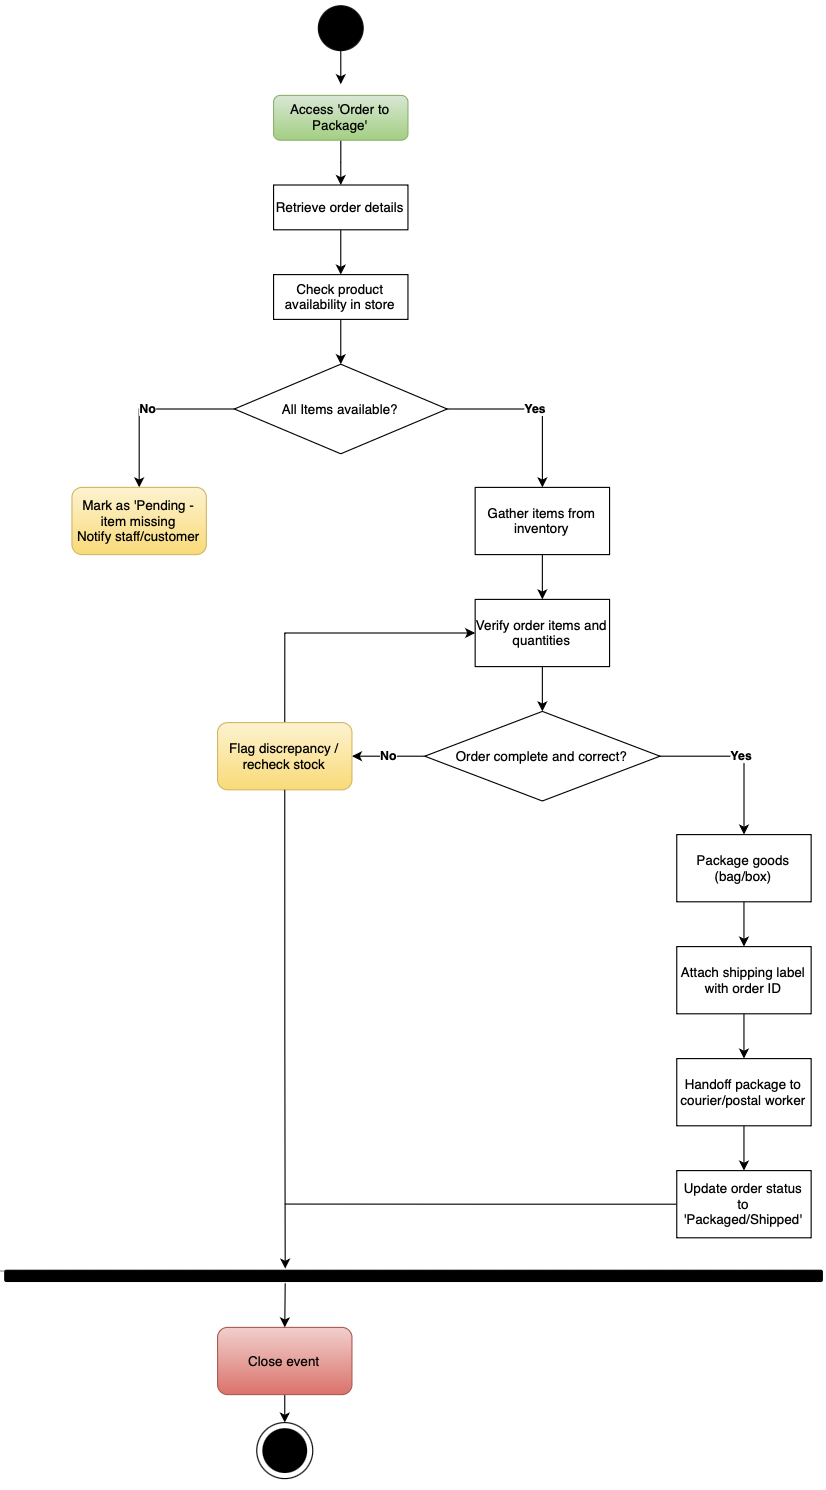 Access 'Order to
Package'
Retrieve order details
Check product
availability in store
All Items available?
No
Yes
Mark as 'Pending -
item missing
Notify staff/customer
Gather items from
inventory
Verify order items and
quantities
Flag discrepancy /
recheck stock
No
Order complete and correct?
Yes
Package goods
(bag/box)
Attach shipping label
with order ID
Handoff package to
courier/postal worker
Update order status
to
'Packaged/Shipped'
Close event